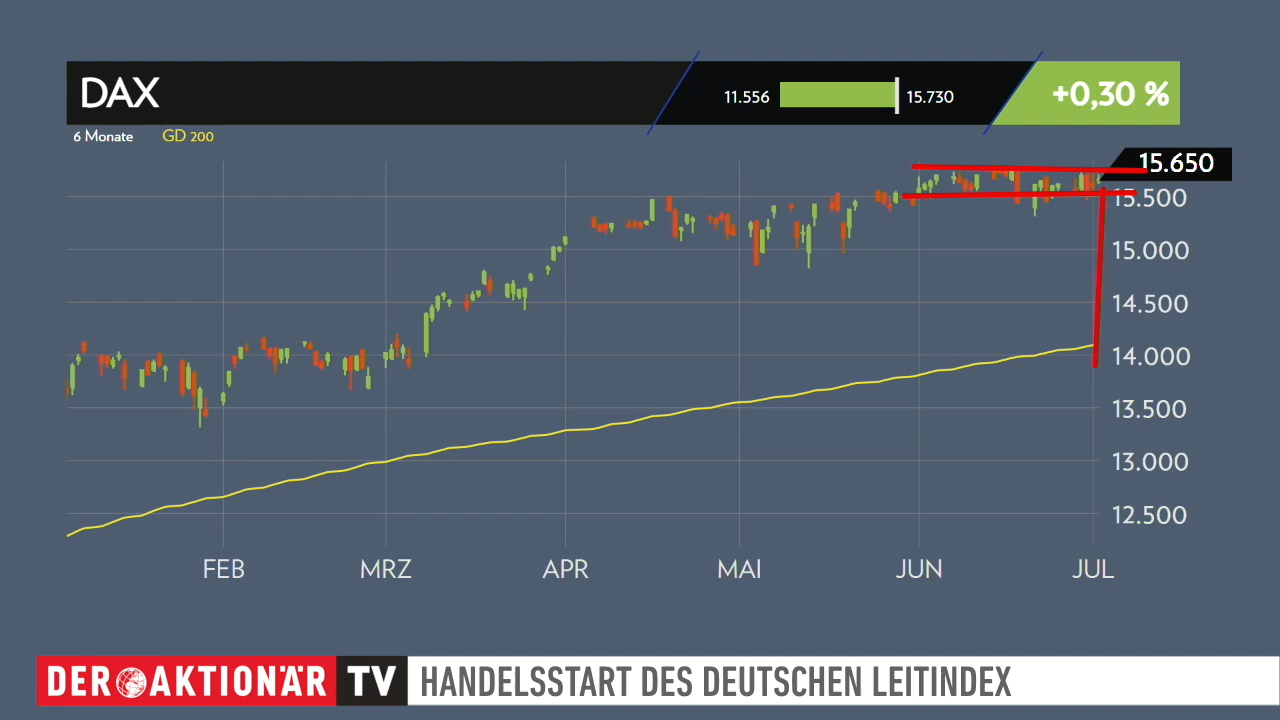 DAX
11.556
15.730
+0,30 %
6 Monate
GD 200
15.650
15.500
15.000
14.500
14.000
13.500
13.000
12.500
FEB MRZ APR MAI JUN JUL
DER AKTIONÄR TV
HANDELSSTART DES DEUTSCHEN LEITINDEX